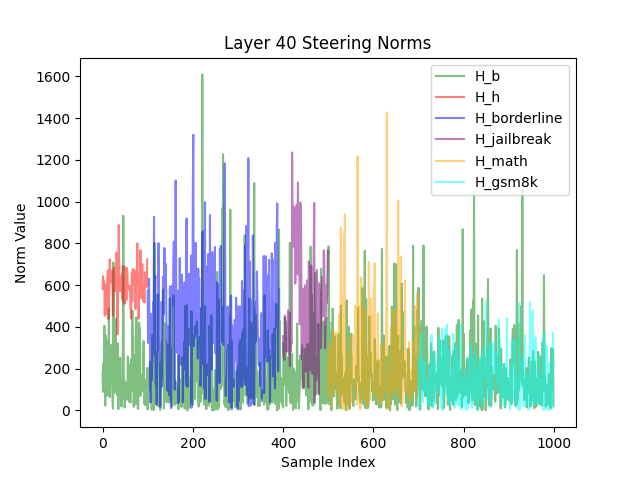 Layer 40 Steering Norms
Norm Value
1600
1400
1200
1000
800
600
400
200
0
H_b
H_h
H_borderline
H_jailbreak
H_math
H_gsm8k
0
200
400
600
800
1000
Sample Index